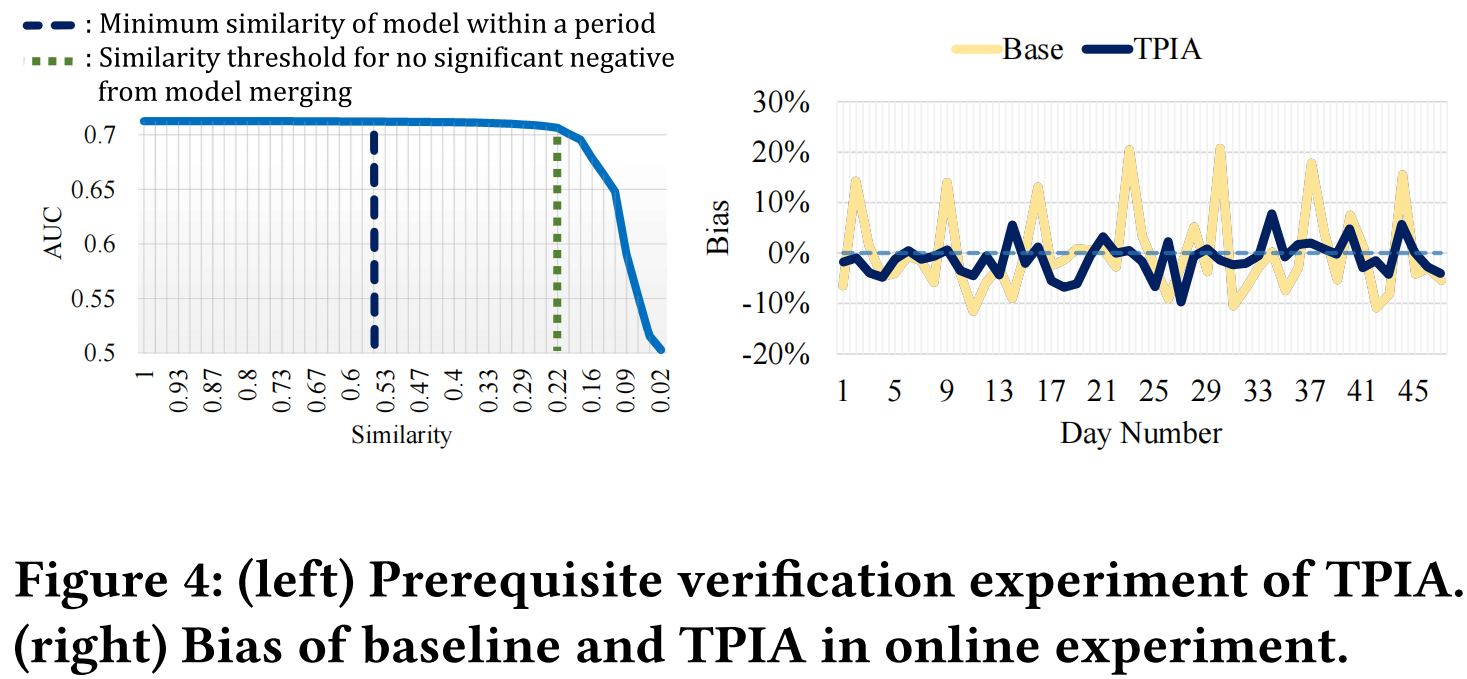 : Minimum similarity of model within a period
: Similarity threshold for no significant negative
from model merging
0.7
0.65
0.6
0.55
0.5
AUC
1
0.93
0.87
0.8
0.73
0.67
0.6
0.53
0.47
0.4
0.33
0.29
0.22
0.16
0.09
0.02
Similarity
Base TPIA
30%
20%
10%
0%
-10%
-20%
Bias
1 5 9 13 17 21 25 29 33 37 41 45
Day Number
Figure 4: (left) Prerequisite verification experiment of TPIA.
(right) Bias of baseline and TPIA in online experiment.